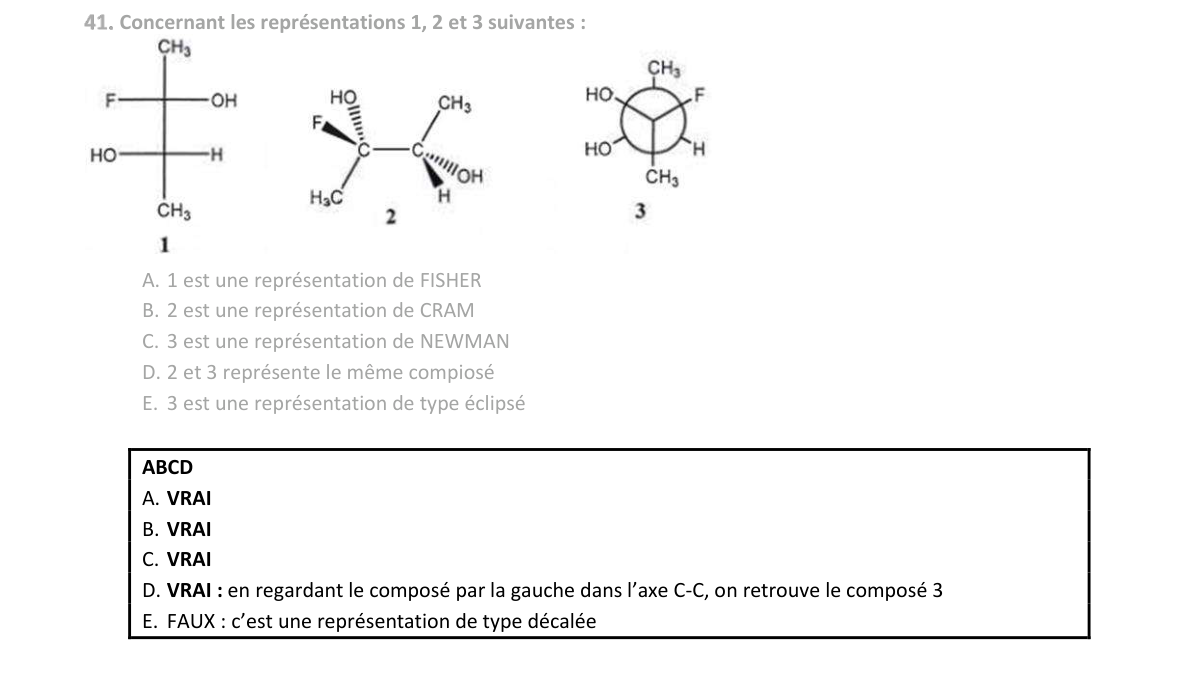 41. Concernant les représentations 1, 2 et 3 suivantes :
CH3
F OH
HO H
CH3
1
HO
F
CH3
C C
OH
H3C
H
2
CH3
HO F
HO H
CH3
3
A. 1 est une représentation de FISHER
B. 2 est une représentation de CRAM
C. 3 est une représentation de NEWMAN
D. 2 et 3 représente le même compiosé
E. 3 est une représentation de type éclipsé
ABCD
A. VRAI
B. VRAI
C. VRAI
D. VRAI : en regardant le composé par la gauche dans l’axe C-C, on retrouve le composé 3
E. FAUX : c’est une représentation de type décalée